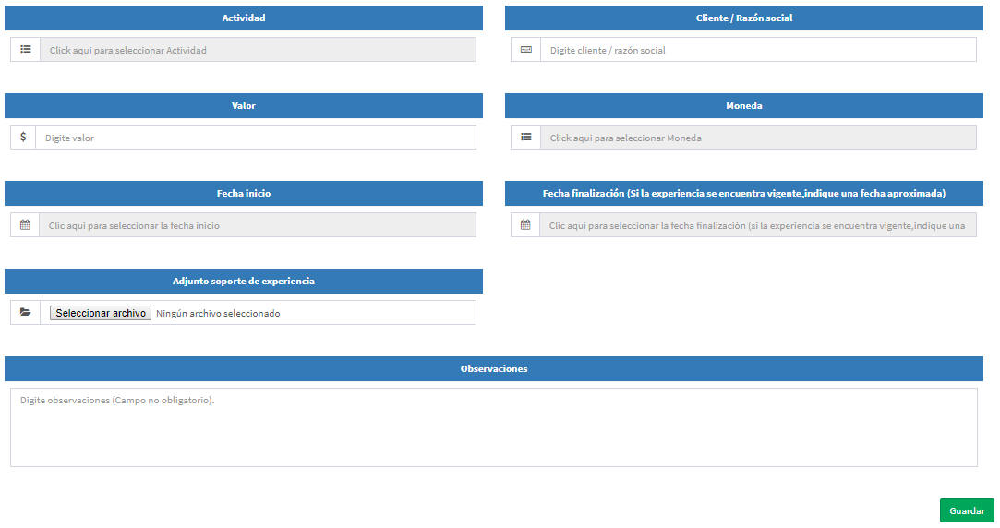 Actividad
Cliente / Razón social
Click aqui para seleccionar Actividad
Digite cliente / razón social
Valor
Moneda
$ Digite valor
Click aqui para seleccionar Moneda
Fecha inicio
Fecha finalización (Si la experiencia se encuentra vigente,indique una fecha aproximada)
Clic aqui para seleccionar la fecha inicio
Clic aqui para seleccionar la fecha finalización (si la experiencia se encuentra vigente,indique una
Adjunto soporte de experiencia
Seleccionar archivo Ningún archivo seleccionado
Observaciones
Digite observaciones (Campo no obligatorio).
Guardar